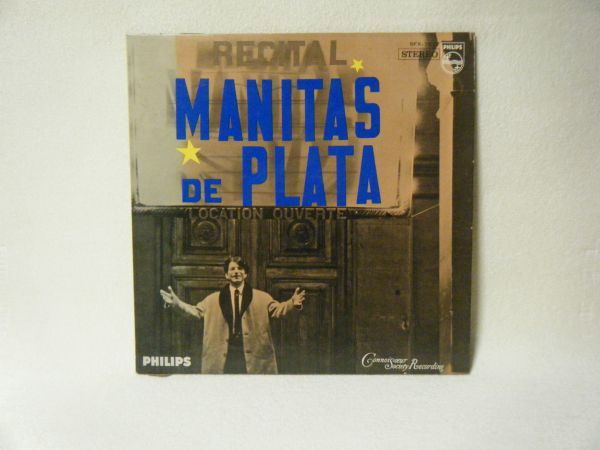 RECITAL
STEREO
PHILIPS
MANITAS
DE PLATA
LOCATION OUVERTE
PHILIPS
Connoisseur
Society Recording